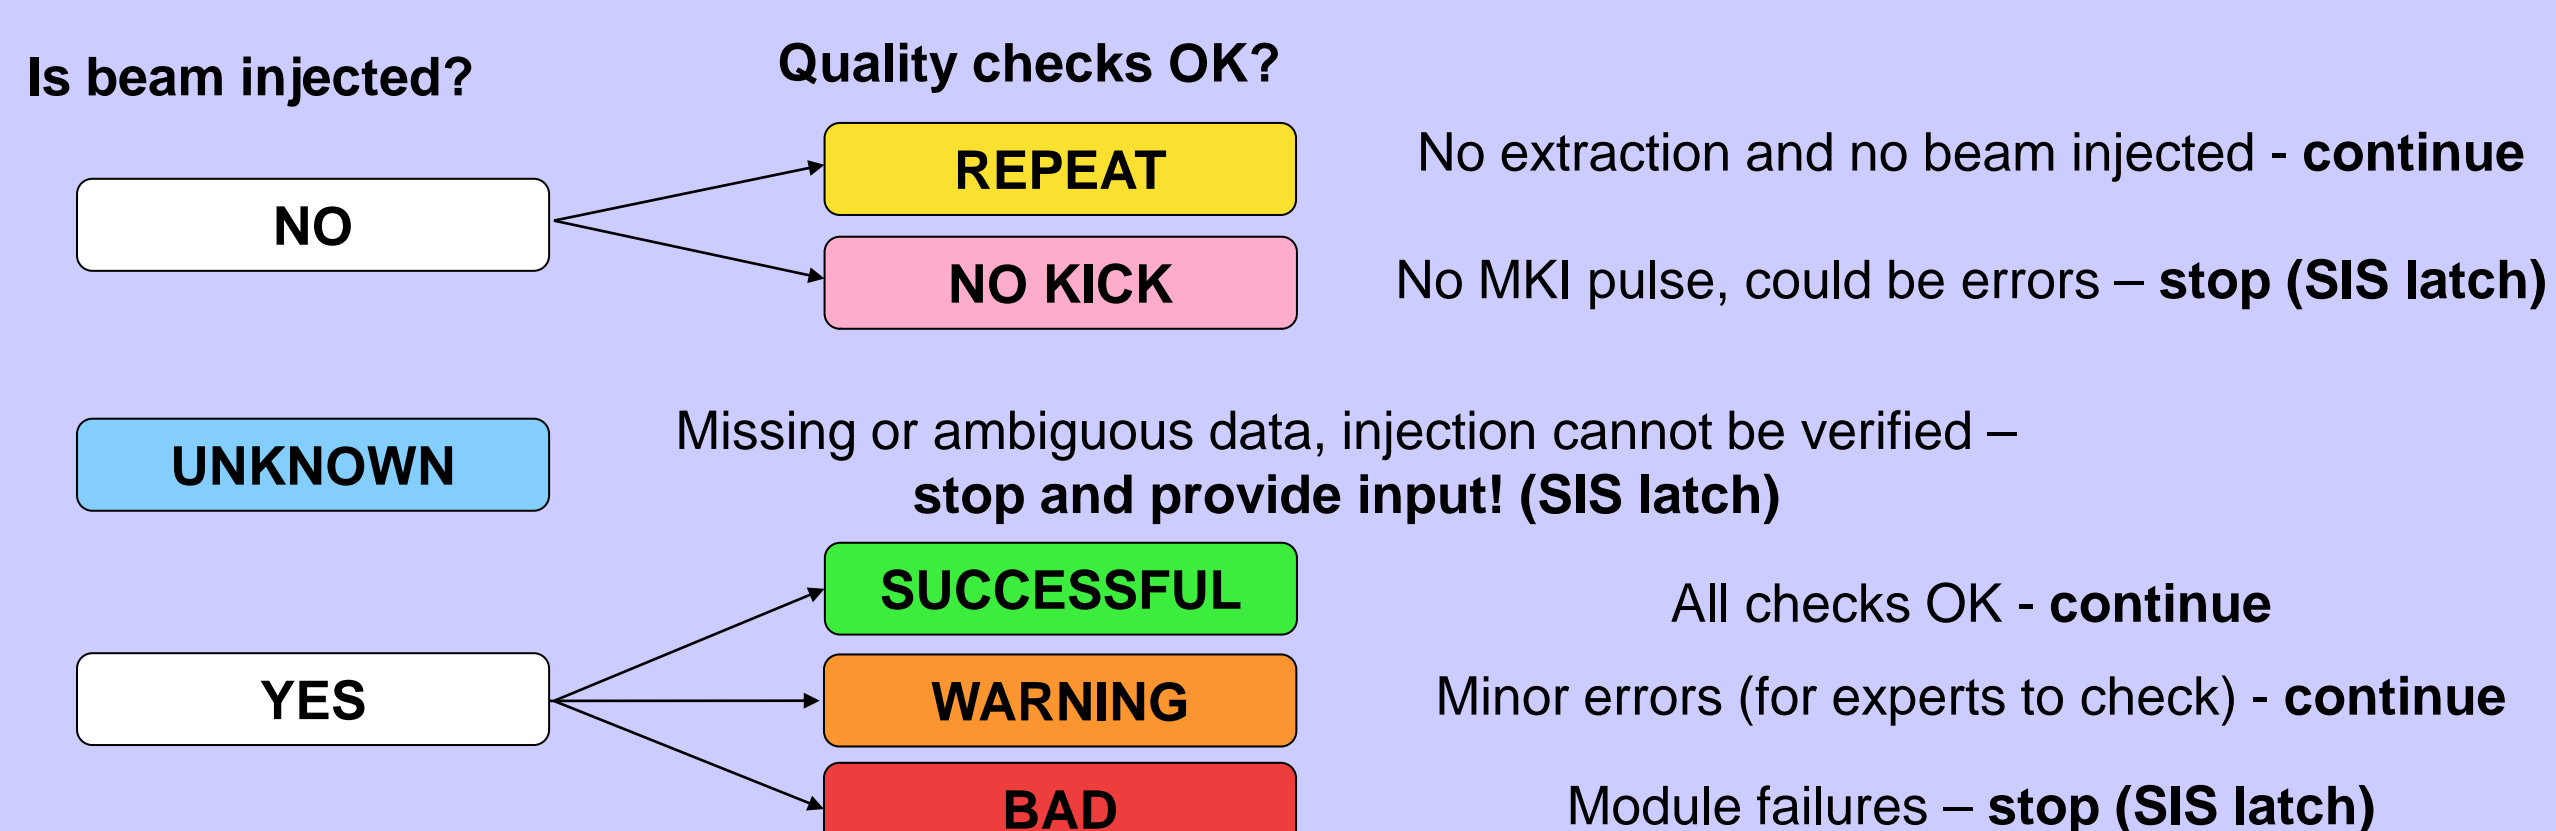 Is beam injected?
Quality checks OK?
NO
REPEAT
No extraction and no beam injected - continue
NO KICK
No MKI pulse, could be errors – stop (SIS latch)
UNKNOWN
Missing or ambiguous data, injection cannot be verified –
stop and provide input! (SIS latch)
YES
SUCCESSFUL
All checks OK - continue
WARNING
Minor errors (for experts to check) - continue
BAD
Module failures – stop (SIS latch)